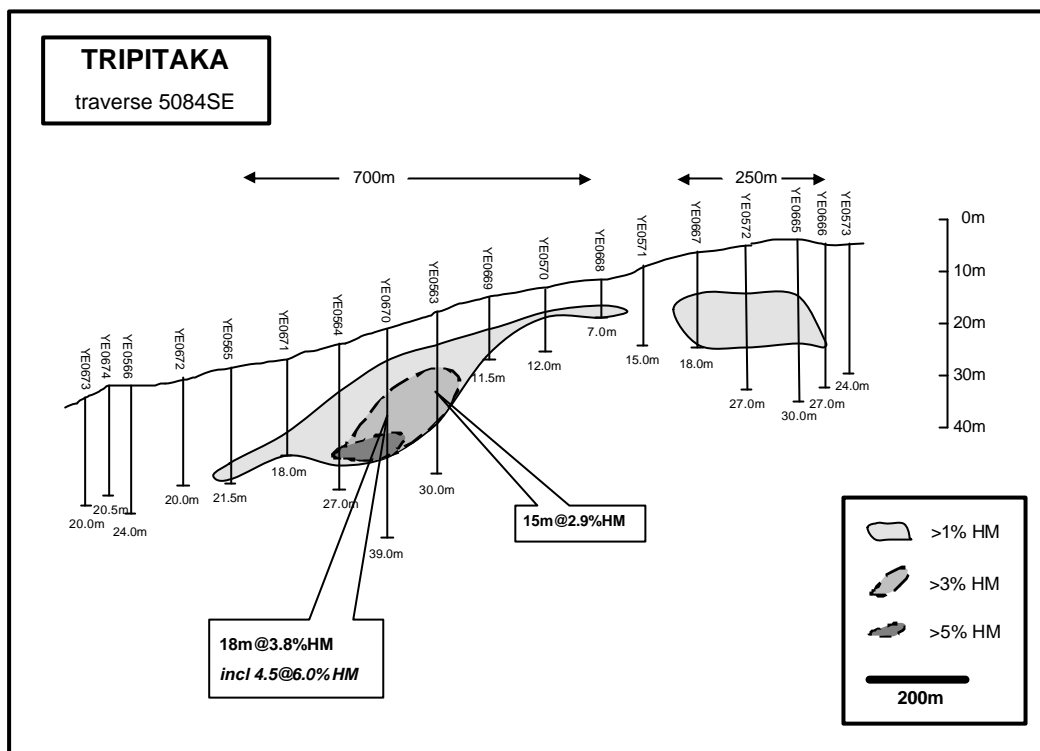 TRIPITAKA
traverse 5084SE
700m
250m
YE0673
YE0674
YE0566
YE0672
YE0565
YE0671
YE0564
YE0670
YE0563
YE0669
YE0570
YE0668
YE0571
YE0667
YE0572
YE0665
YE0666
YE0573
0m
10m
20m
30m
40m
20.0m
20.5m
24.0m
20.0m
21.5m
18.0m
27.0m
39.0m
30.0m
11.5m
12.0m
7.0m
15.0m
18.0m
27.0m
30.0m
27.0m
24.0m
15m@2.9%HM
18m@3.8%HM
incl 4.5@6.0% HM
>1% HM
>3% HM
>5% HM
200m